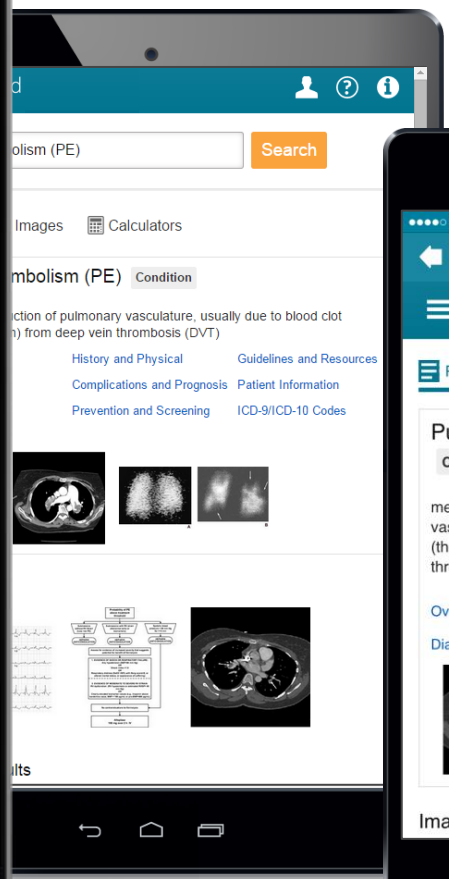 d
olism (PE)
Search
Images
Calculators
mbolism (PE)
Condition
ction of pulmonary vasculature, usually due to blood clot
n) from deep vein thrombosis (DVT)
History and Physical
Guidelines and Resources
Complications and Prognosis
Patient Information
Prevention and Screening
ICD-9/ICD-10 Codes
A
B
ults
Pu
me
vas
(th
thr
Ov
Dia
Ima